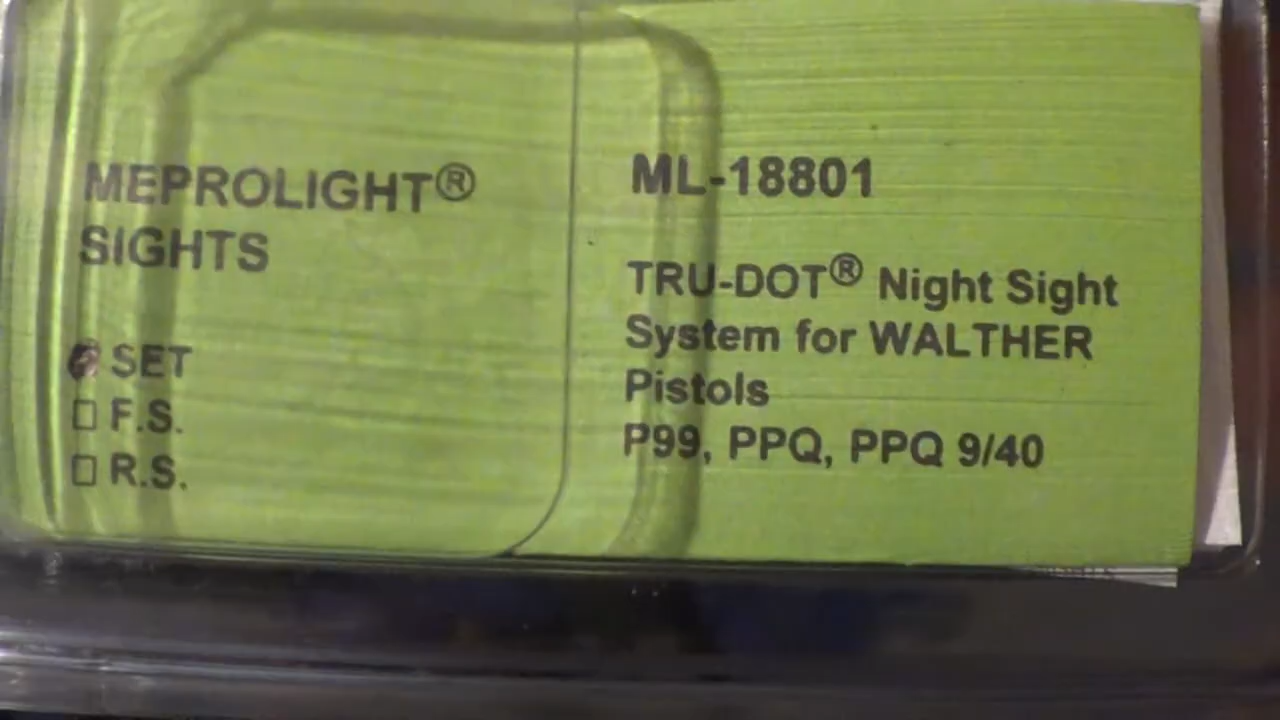 MEPROLIGHT®
SIGHTS
SET
F.S.
R.S.
ML-18801
TRU-DOT® Night Sight
System for WALTHER
Pistols
P99, PPQ, PPQ 9/40